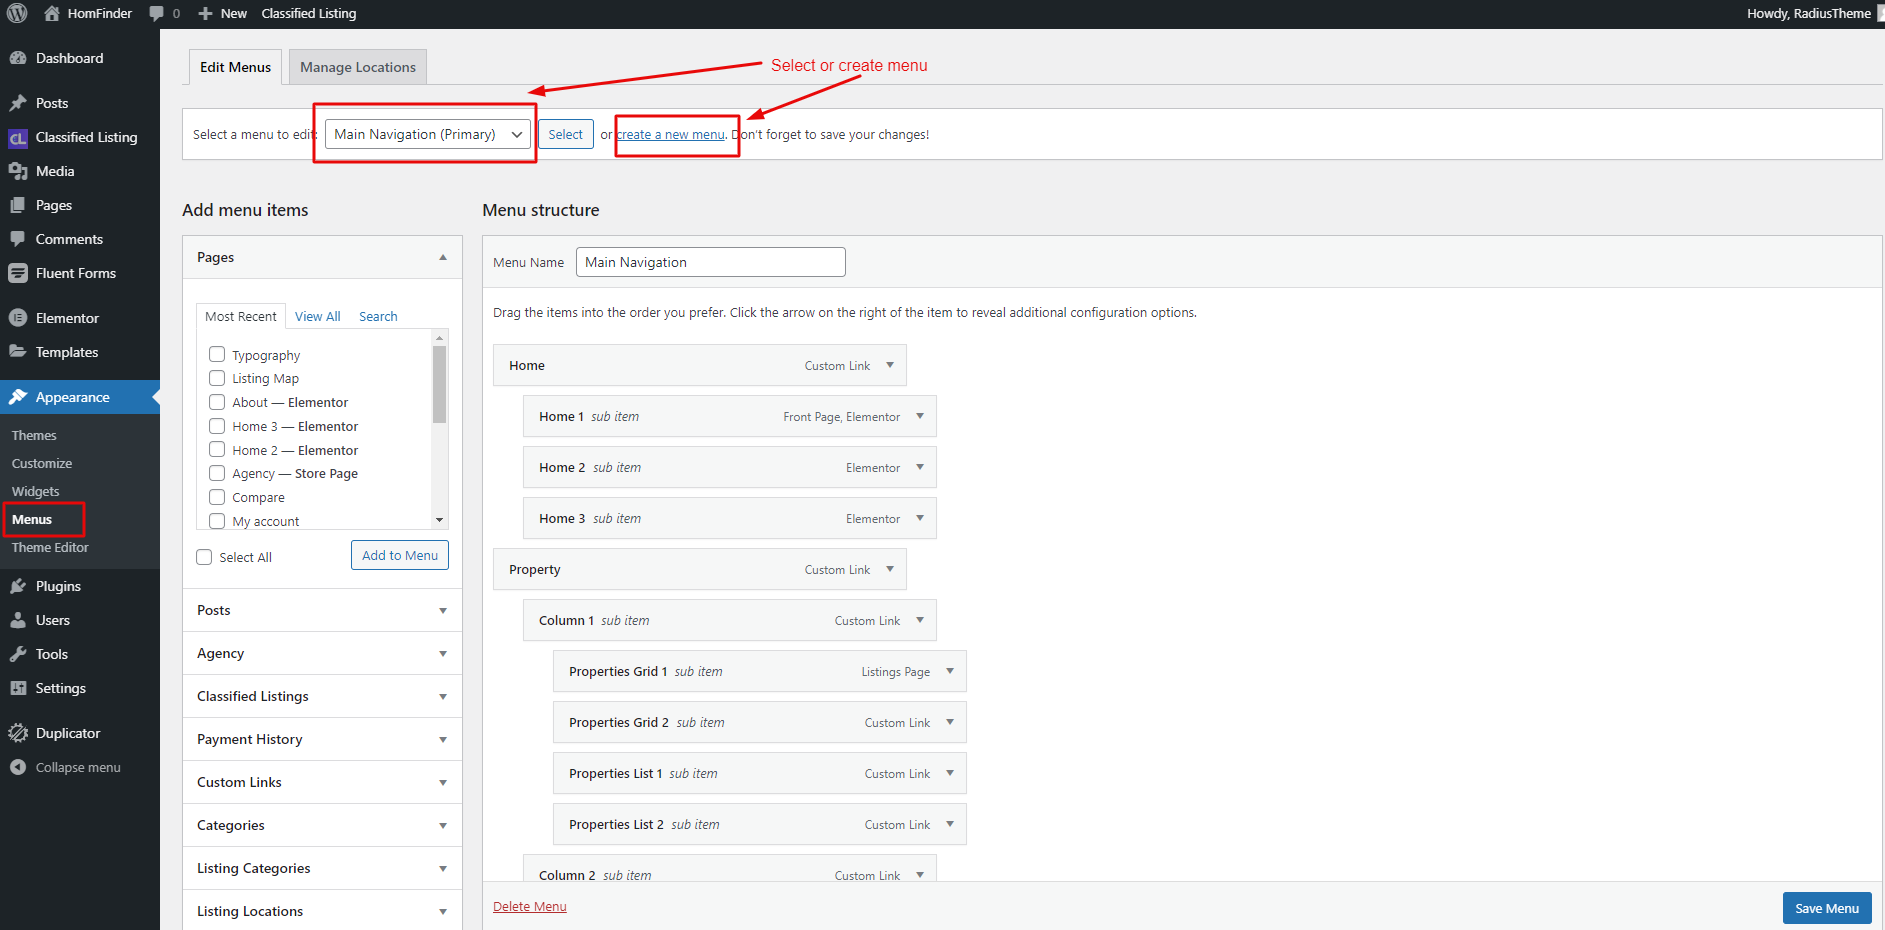 HomFinder 0 New Classified Listing Howdy, RadiusTheme
Dashboard
Posts
CL Classified Listing
Media
Pages
Comments
Fluent Forms
Elementor
Templates
Appearance
Themes
Customize
Widgets
Menus
Theme Editor
Plugins
Users
Tools
Settings
Duplicator
Collapse menu
Edit Menus Manage Locations
Select or create menu
Select a menu to edit: Main Navigation (Primary) Select or create a new menu. Don't forget to save your changes!
Add menu items
Pages
Most Recent View All Search
Typography
Listing Map
About — Elementor
Home 3 — Elementor
Home 2 — Elementor
Agency — Store Page
Compare
My account
Select All Add to Menu
Posts
Agency
Classified Listings
Payment History
Custom Links
Categories
Listing Categories
Listing Locations
Menu structure
Menu Name Main Navigation
Drag the items into the order you prefer. Click the arrow on the right of the item to reveal additional configuration options.
Home Custom Link
Home 1 sub item Front Page, Elementor
Home 2 sub item Elementor
Home 3 sub item Elementor
Property Custom Link
Column 1 sub item Custom Link
Properties Grid 1 sub item Listings Page
Properties Grid 2 sub item Custom Link
Properties List 1 sub item Custom Link
Properties List 2 sub item Custom Link
Column 2 sub item Custom Link
Delete Menu Save Menu